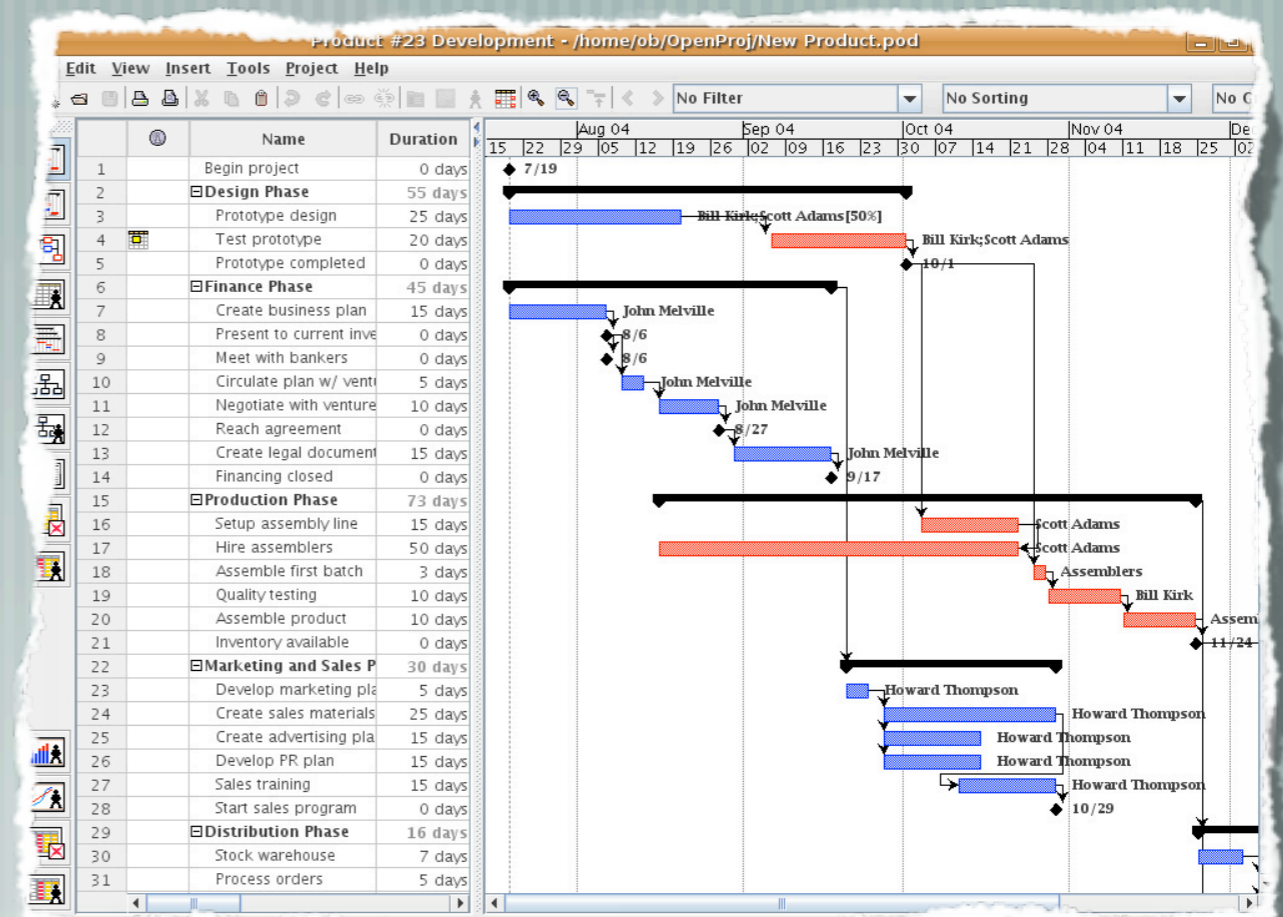 Product #23 Development - /home/ob/OpenProj/New Product.pod
Edit View Insert Tools Project Help
No Filter No Sorting No G
Name Duration Aug 04 Sep 04 Oct 04 Nov 04 Dec
15 22 29 05 12 19 26 02 09 16 23 30 07 14 21 28 04 11 18 25 02
1 Begin project 0 days 7/19
2 Design Phase 55 days
3 Prototype design 25 days Bill Kirk;Scott Adams[50%]
4 Test prototype 20 days Bill Kirk;Scott Adams
5 Prototype completed 0 days 10/1
6 Finance Phase 45 days
7 Create business plan 15 days John Melville
8 Present to current inve 0 days 8/6
9 Meet with bankers 0 days 8/6
10 Circulate plan w/ vent 5 days John Melville
11 Negotiate with venture 10 days John Melville
12 Reach agreement 0 days 8/27
13 Create legal document 15 days John Melville
14 Financing closed 0 days 9/17
15 Production Phase 73 days
16 Setup assembly line 15 days Scott Adams
17 Hire assemblers 50 days Scott Adams
18 Assemble first batch 3 days Assemblers
19 Quality testing 10 days Bill Kirk
20 Assemble product 10 days Assem
21 Inventory available 0 days 11/24
22 Marketing and Sales P 30 days
23 Develop marketing pla 5 days Howard Thompson
24 Create sales materials 25 days Howard Thompson
25 Create advertising pla 15 days Howard Thompson
26 Develop PR plan 15 days Howard Thompson
27 Sales training 15 days Howard Thompson
28 Start sales program 0 days 10/29
29 Distribution Phase 16 days
30 Stock warehouse 7 days
31 Process orders 5 days